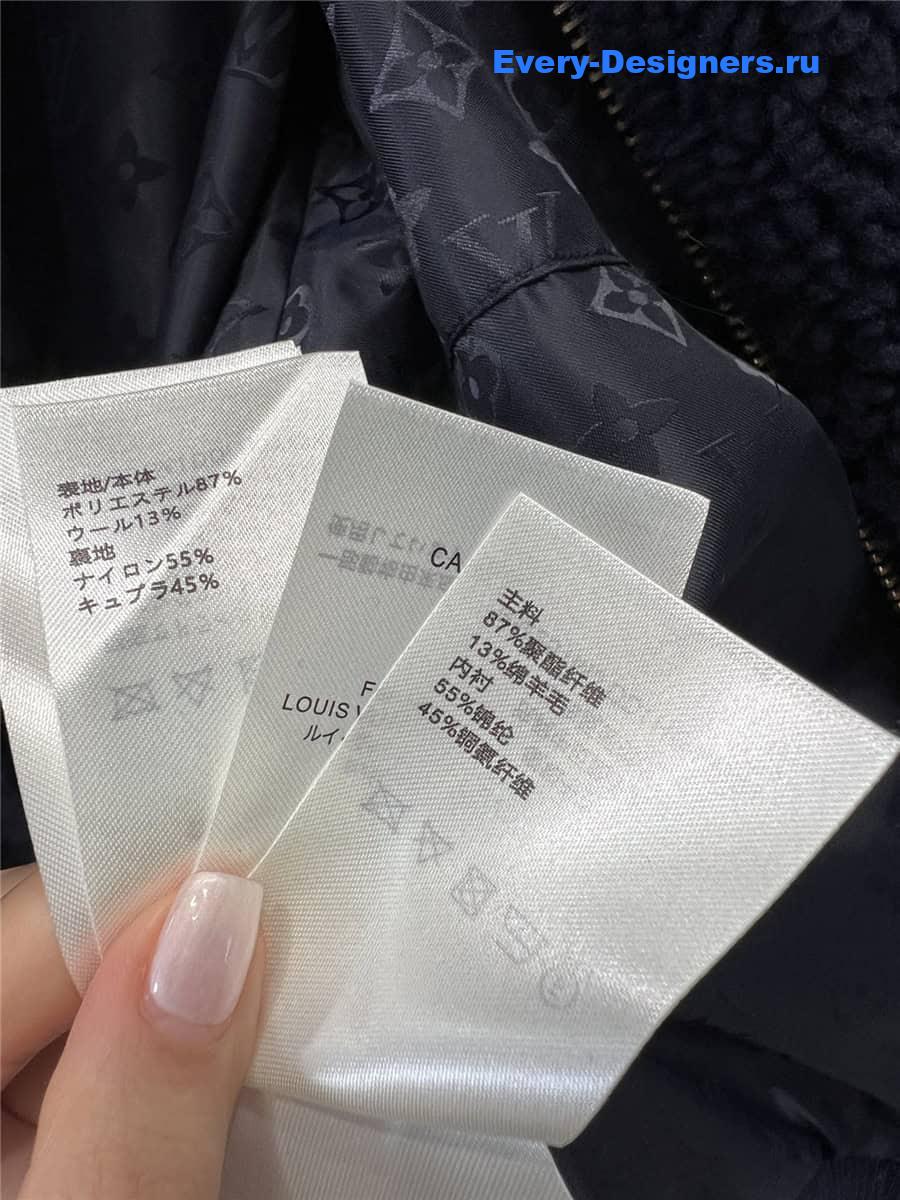 Every-Designers.ru
表地/本体
ポリエステル87%
ウール13%
裏地
ナイロン55%
キュプラ45%
CA
F
LOUIS V
ルイ
主料
87%聚酯纤维
13%绵羊毛
内衬
55%锦纶
45%铜氨纤维